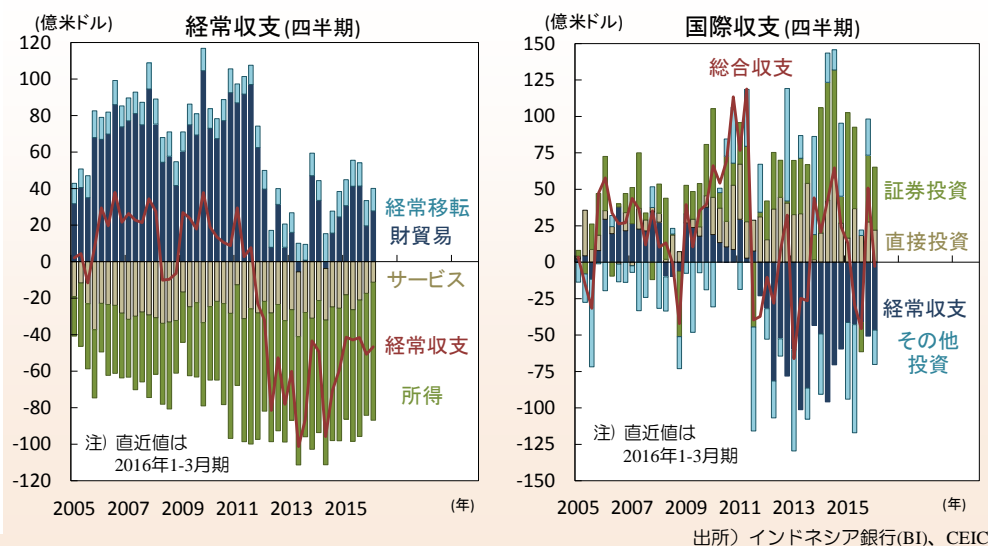 (億米ドル)
経常収支 (四半期)
120
100
80
60
40
20
0
-20
-40
-60
-80
-100
-120
経常移転
財貿易
サービス
経常収支
所得
注) 直近値は
2016年1-3月期
2005 2007 2009 2011 2013 2015 (年)
(億米ドル)
国際収支 (四半期)
150
125
100
75
50
25
0
-25
-50
-75
-100
-125
-150
総合収支
証券投資
直接投資
経常収支
その他
投資
注) 直近値は
2016年1-3月期
2005 2007 2009 2011 2013 2015 (年)
出所）インドネシア銀行(BI)、CEIC